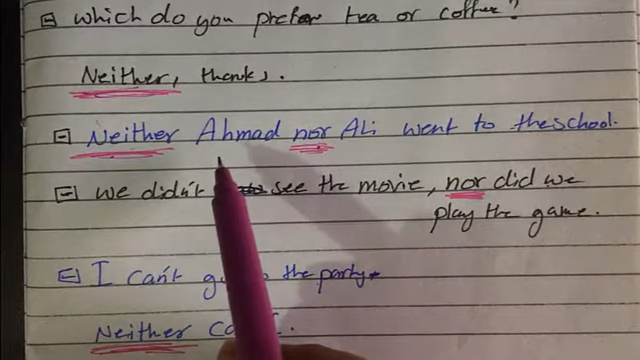 which do you prefer tea or coffee?
Neither, thanks.
Neither Ahmad nor Ali went to the school.
we didn't see the movie, nor did we
play the game.
I can't the party.
Neither